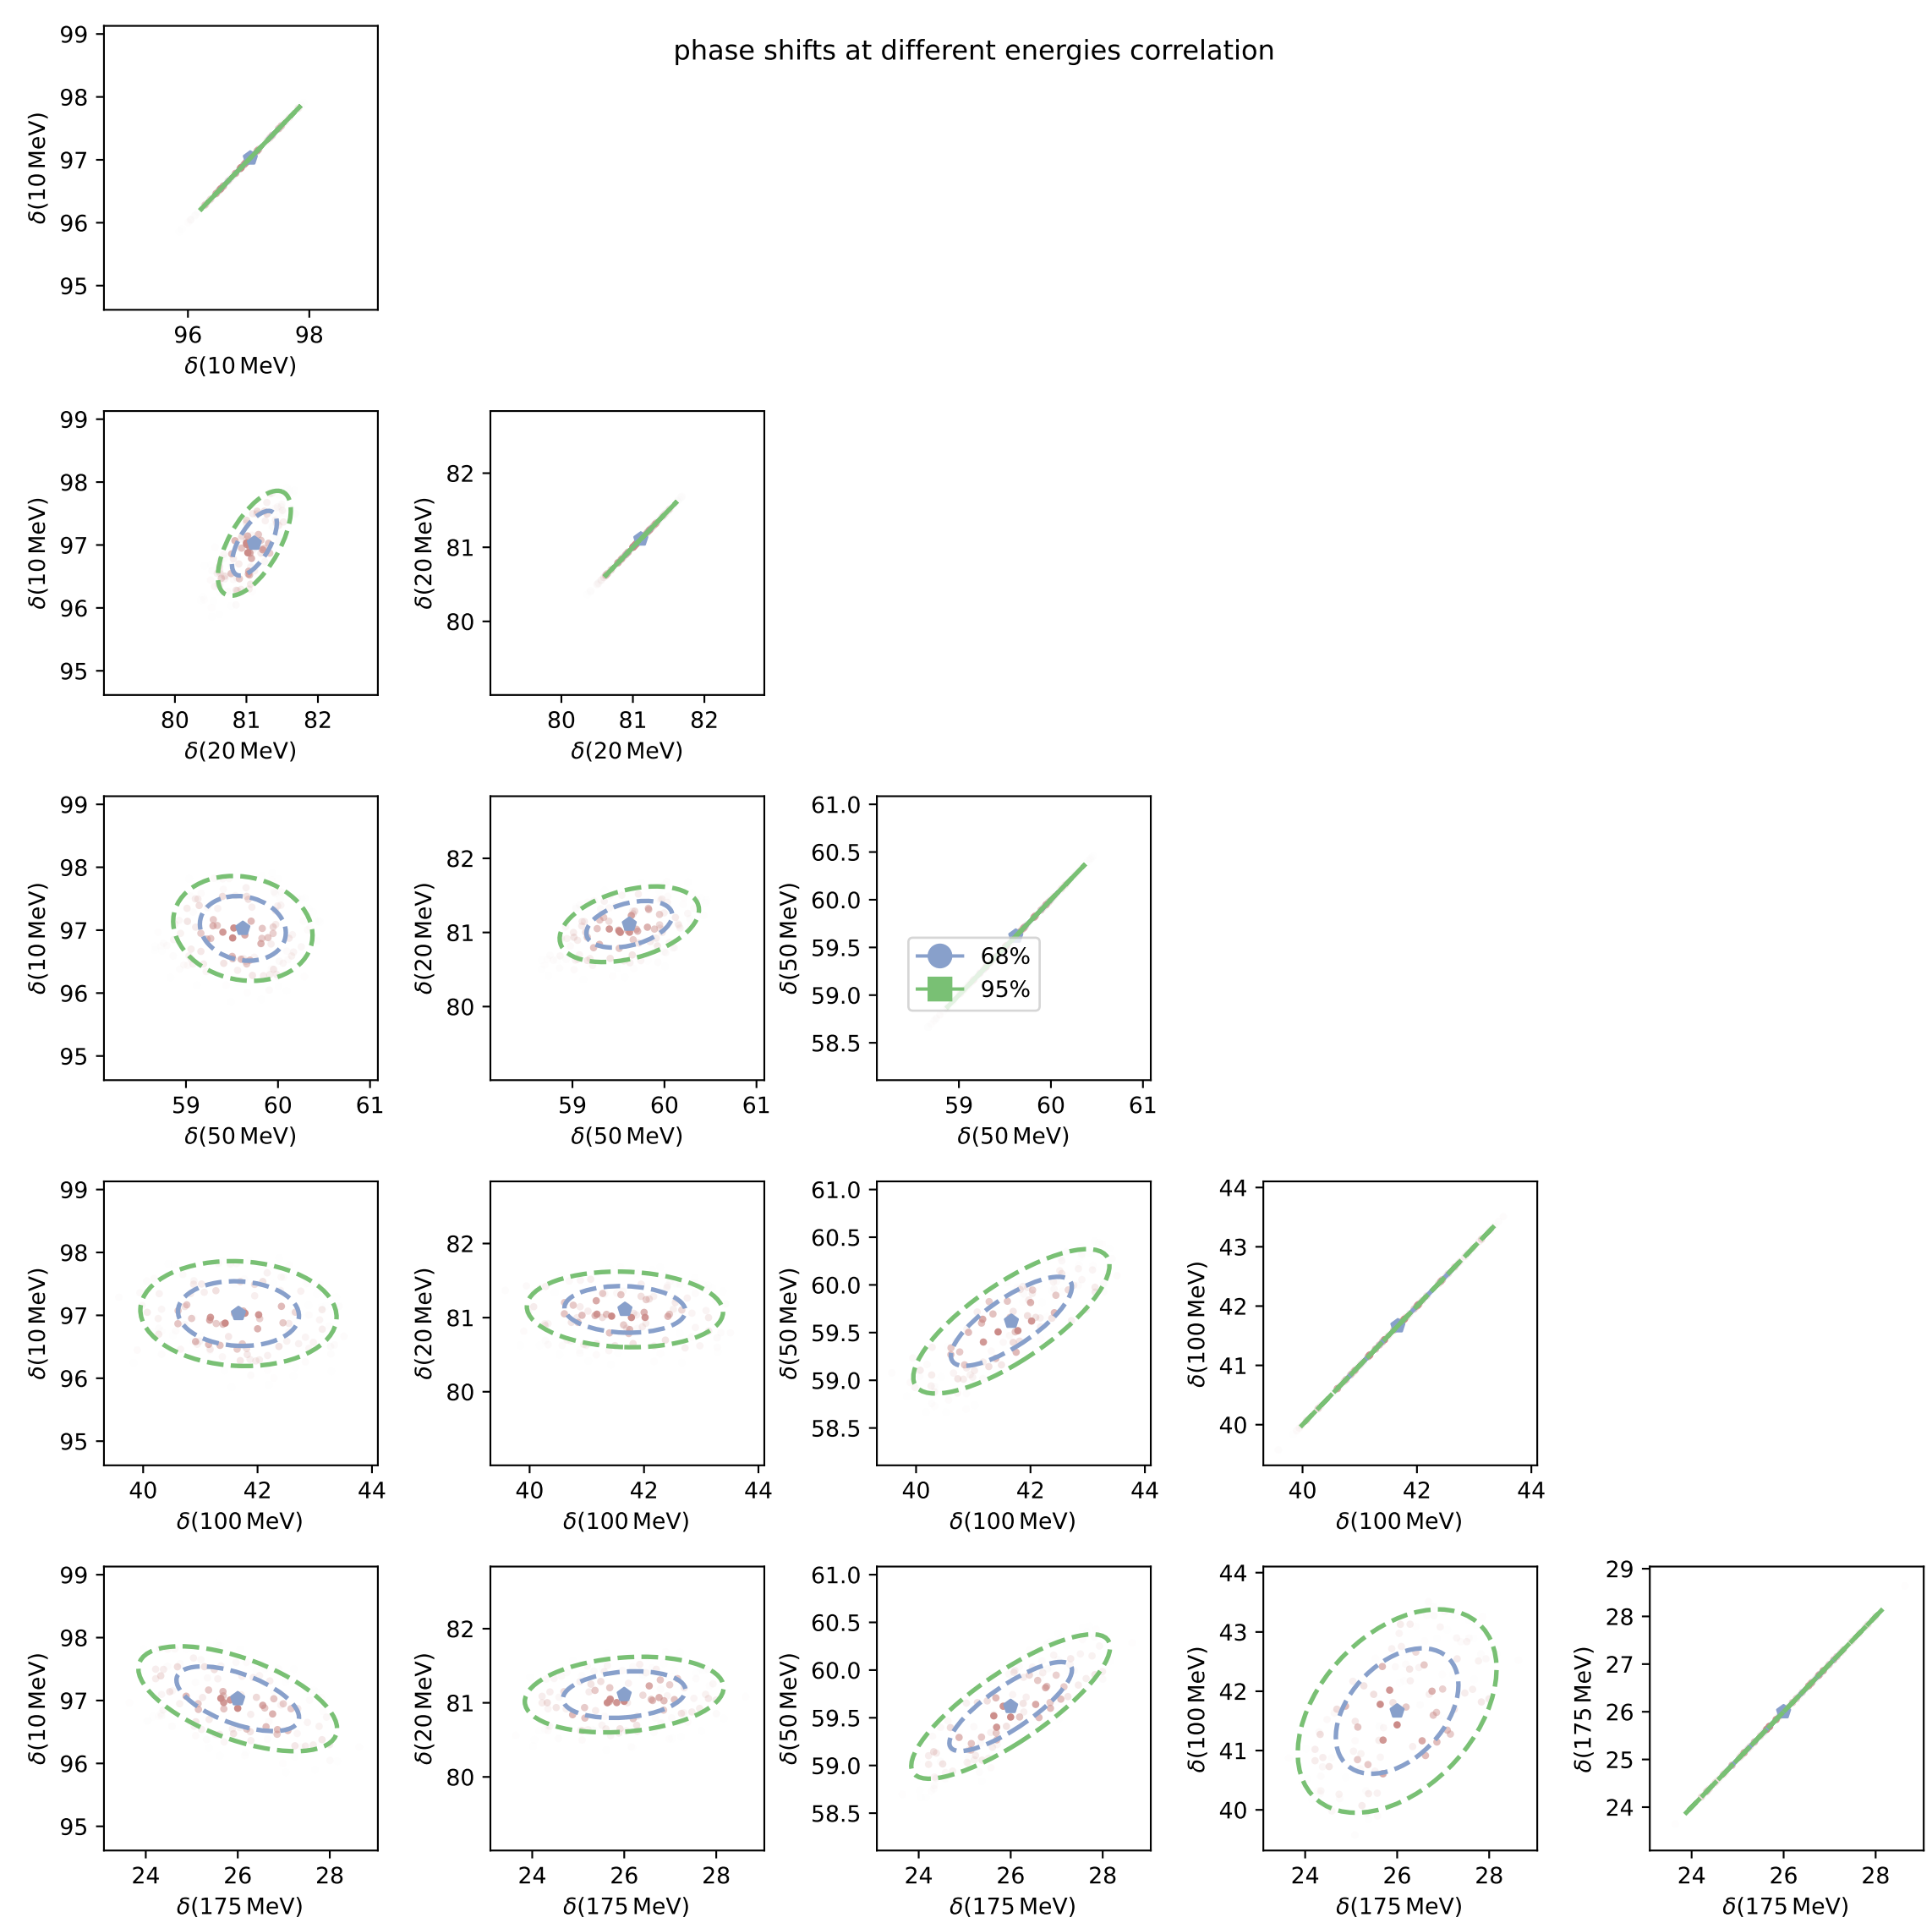 phase shifts at different energies correlation
99
98
97
96
95
δ(10 MeV)
96 98
δ(10 MeV)
99
98
97
96
95
δ(10 MeV)
80 81 82
δ(20 MeV)
82
81
80
δ(20 MeV)
80 81 82
δ(20 MeV)
99
98
97
96
95
δ(10 MeV)
59 60 61
δ(50 MeV)
82
81
80
δ(20 MeV)
59 60 61
δ(50 MeV)
61.0
60.5
60.0
59.5
59.0
58.5
δ(50 MeV)
68%
95%
59 60 61
δ(50 MeV)
99
98
97
96
95
δ(10 MeV)
40 42 44
δ(100 MeV)
82
81
80
δ(20 MeV)
40 42 44
δ(100 MeV)
61.0
60.5
60.0
59.5
59.0
58.5
δ(50 MeV)
40 42 44
δ(100 MeV)
44
43
42
41
40
δ(100 MeV)
40 42 44
δ(100 MeV)
99
98
97
96
95
δ(10 MeV)
24 26 28
δ(175 MeV)
82
81
80
δ(20 MeV)
24 26 28
δ(175 MeV)
61.0
60.5
60.0
59.5
59.0
58.5
δ(50 MeV)
24 26 28
δ(175 MeV)
44
43
42
41
40
δ(100 MeV)
24 26 28
δ(175 MeV)
29
28
27
26
25
24
δ(175 MeV)
24 26 28
δ(175 MeV)